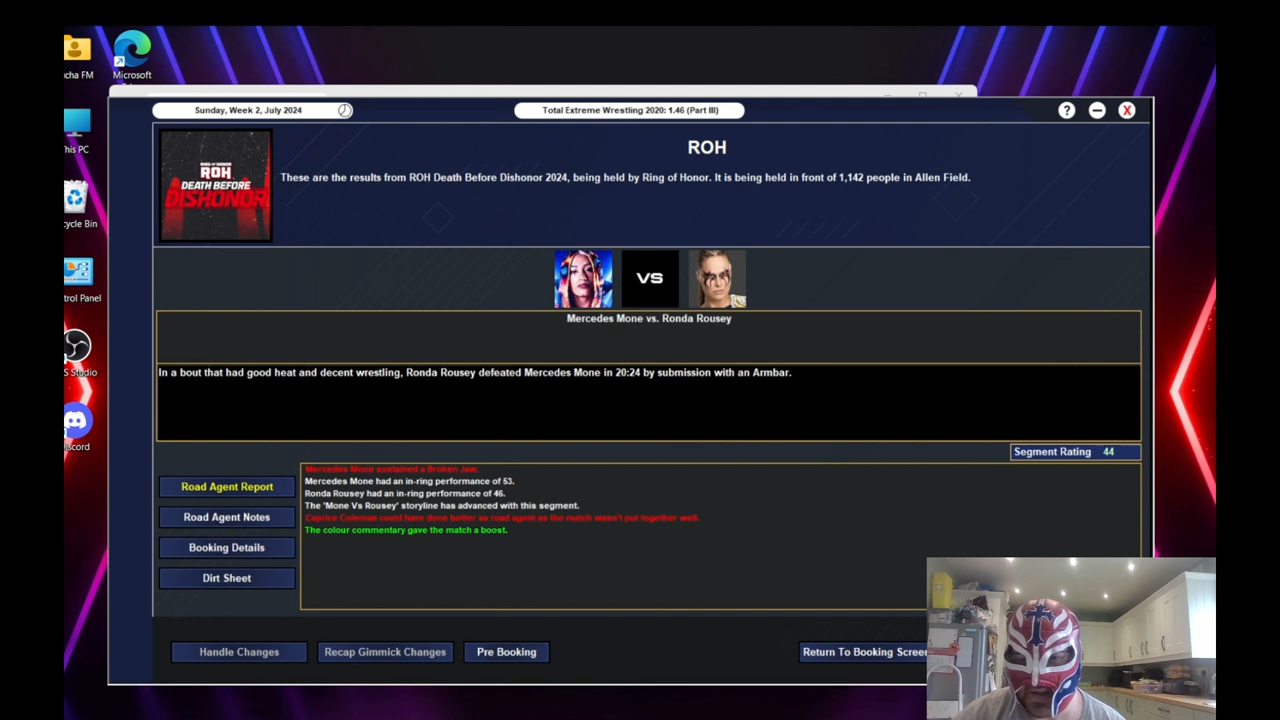 cha FM
Microsoft
Sunday, Week 2, July 2024
Total Extreme Wrestling 2020: 1.46 (Part III)
?
X
his PC
RING OF HONOR
ROH
DEATH BEFORE
DISHONOR
ROH
These are the results from ROH Death Before Dishonor 2024, being held by Ring of Honor. It is being held in front of 1,142 people in Allen Field.
cycle Bin
VS
trol Panel
Mercedes Mone vs. Ronda Rousey
S Studio
In a bout that had good heat and decent wrestling, Ronda Rousey defeated Mercedes Mone in 20:24 by submission with an Armbar.
iscord
Segment Rating 44
Road Agent Report
Road Agent Notes
Booking Details
Dirt Sheet
Mercedes Mone sustained a Broken Jaw.
Mercedes Mone had an in-ring performance of 53.
Ronda Rousey had an in-ring performance of 46.
The 'Mone Vs Rousey' storyline has advanced with this segment.
Caprice Coleman could have done better as road agent as the match wasn't put together well.
The colour commentary gave the match a boost.
Handle Changes
Recap Gimmick Changes
Pre Booking
Return To Booking Screen